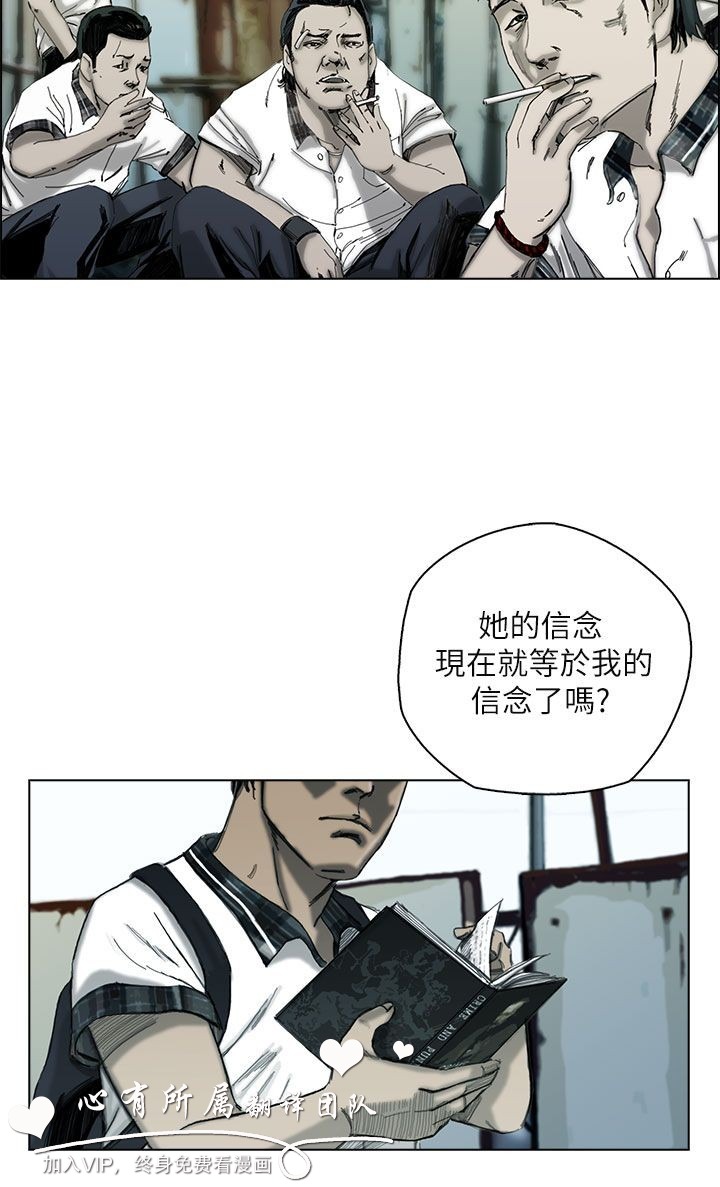 她的信念
現在就等於我的
信念了嗎?
CRIME AND PUN
心有所属翻译团队
加入VIP，终身免费看漫画